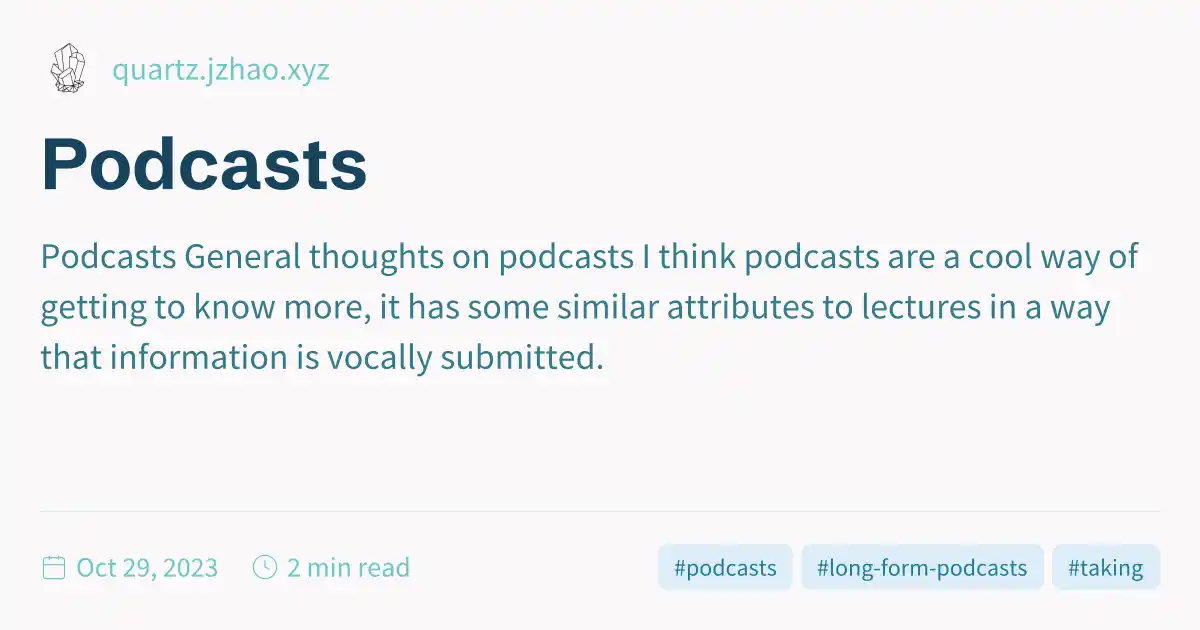 quartz.jzhao.xyz
Podcasts
Podcasts General thoughts on podcasts I think podcasts are a cool way of
getting to know more, it has some similar attributes to lectures in a way
that information is vocally submitted.
Oct 29, 2023 2 min read #podcasts #long-form-podcasts #taking